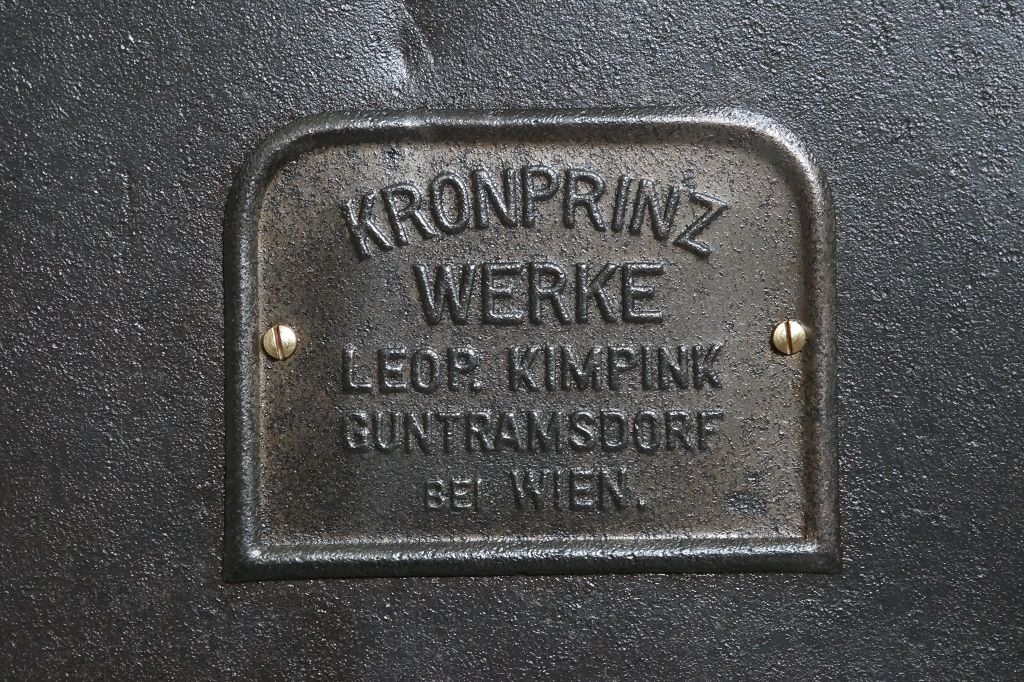 KRONPRINZ
WERKE
LEOP. KIMPINK
GUNTRAMSDORF
BEI WIEN.